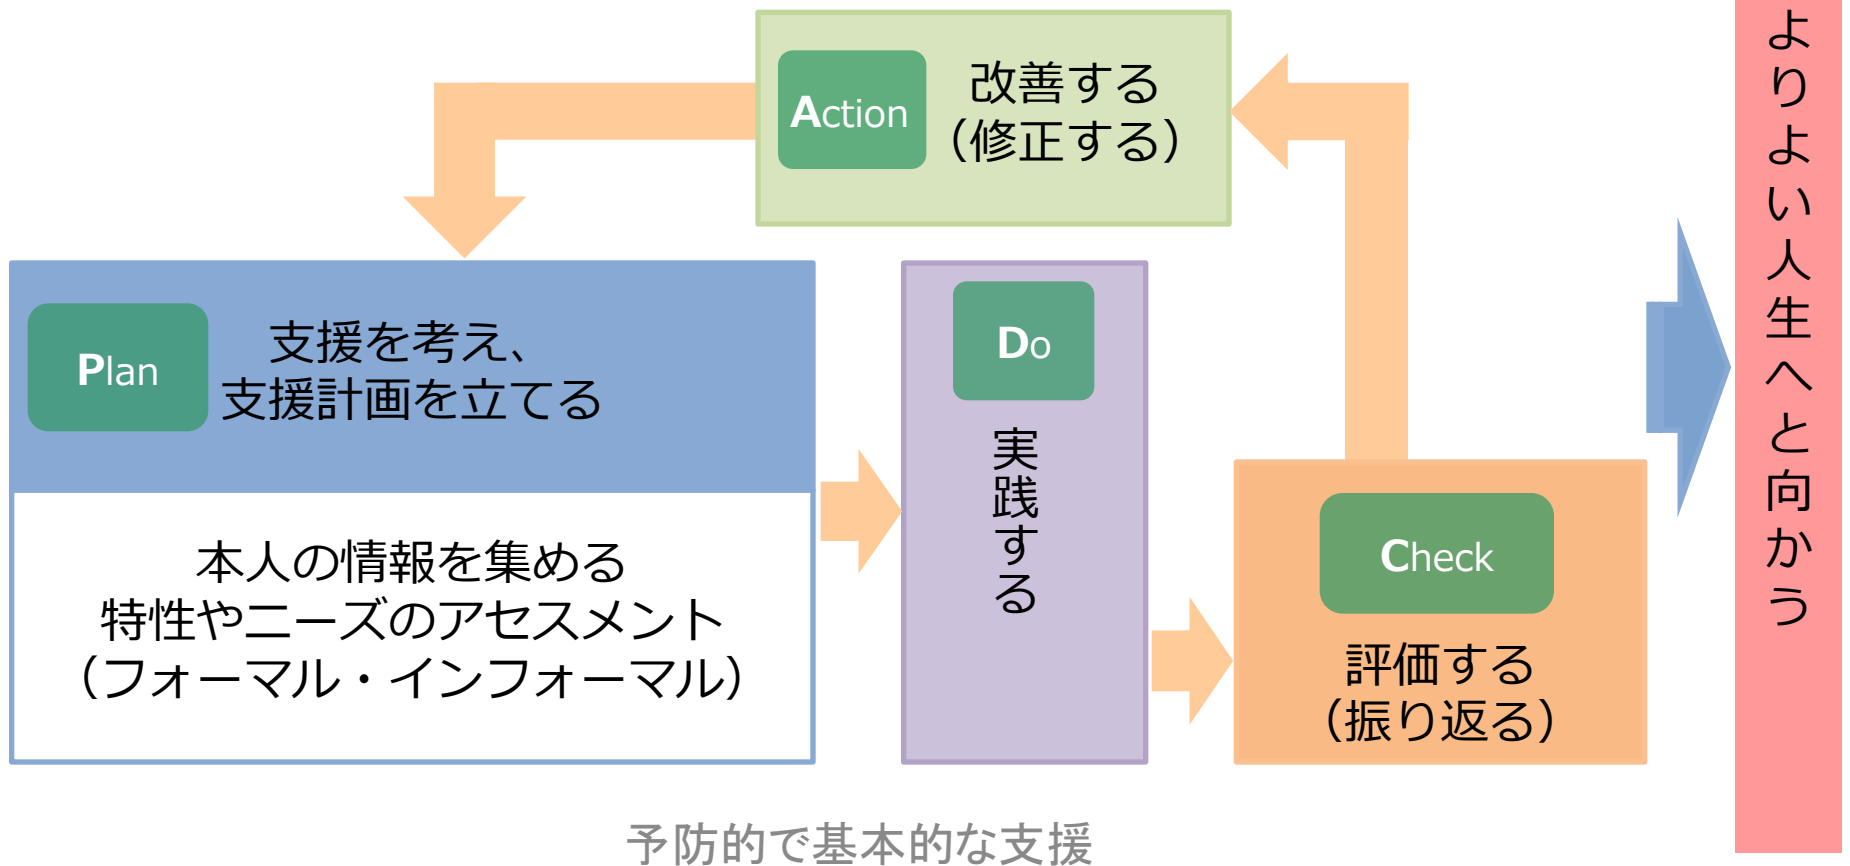 Action
改善する
（修正する）
Plan
支援を考え、
支援計画を立てる
本人の情報を集める
特性やニーズのアセスメント
（フォーマル・インフォーマル）
Do
実践する
Check
評価する
（振り返る）
よりよい人生へと向かう
予防的で基本的な支援